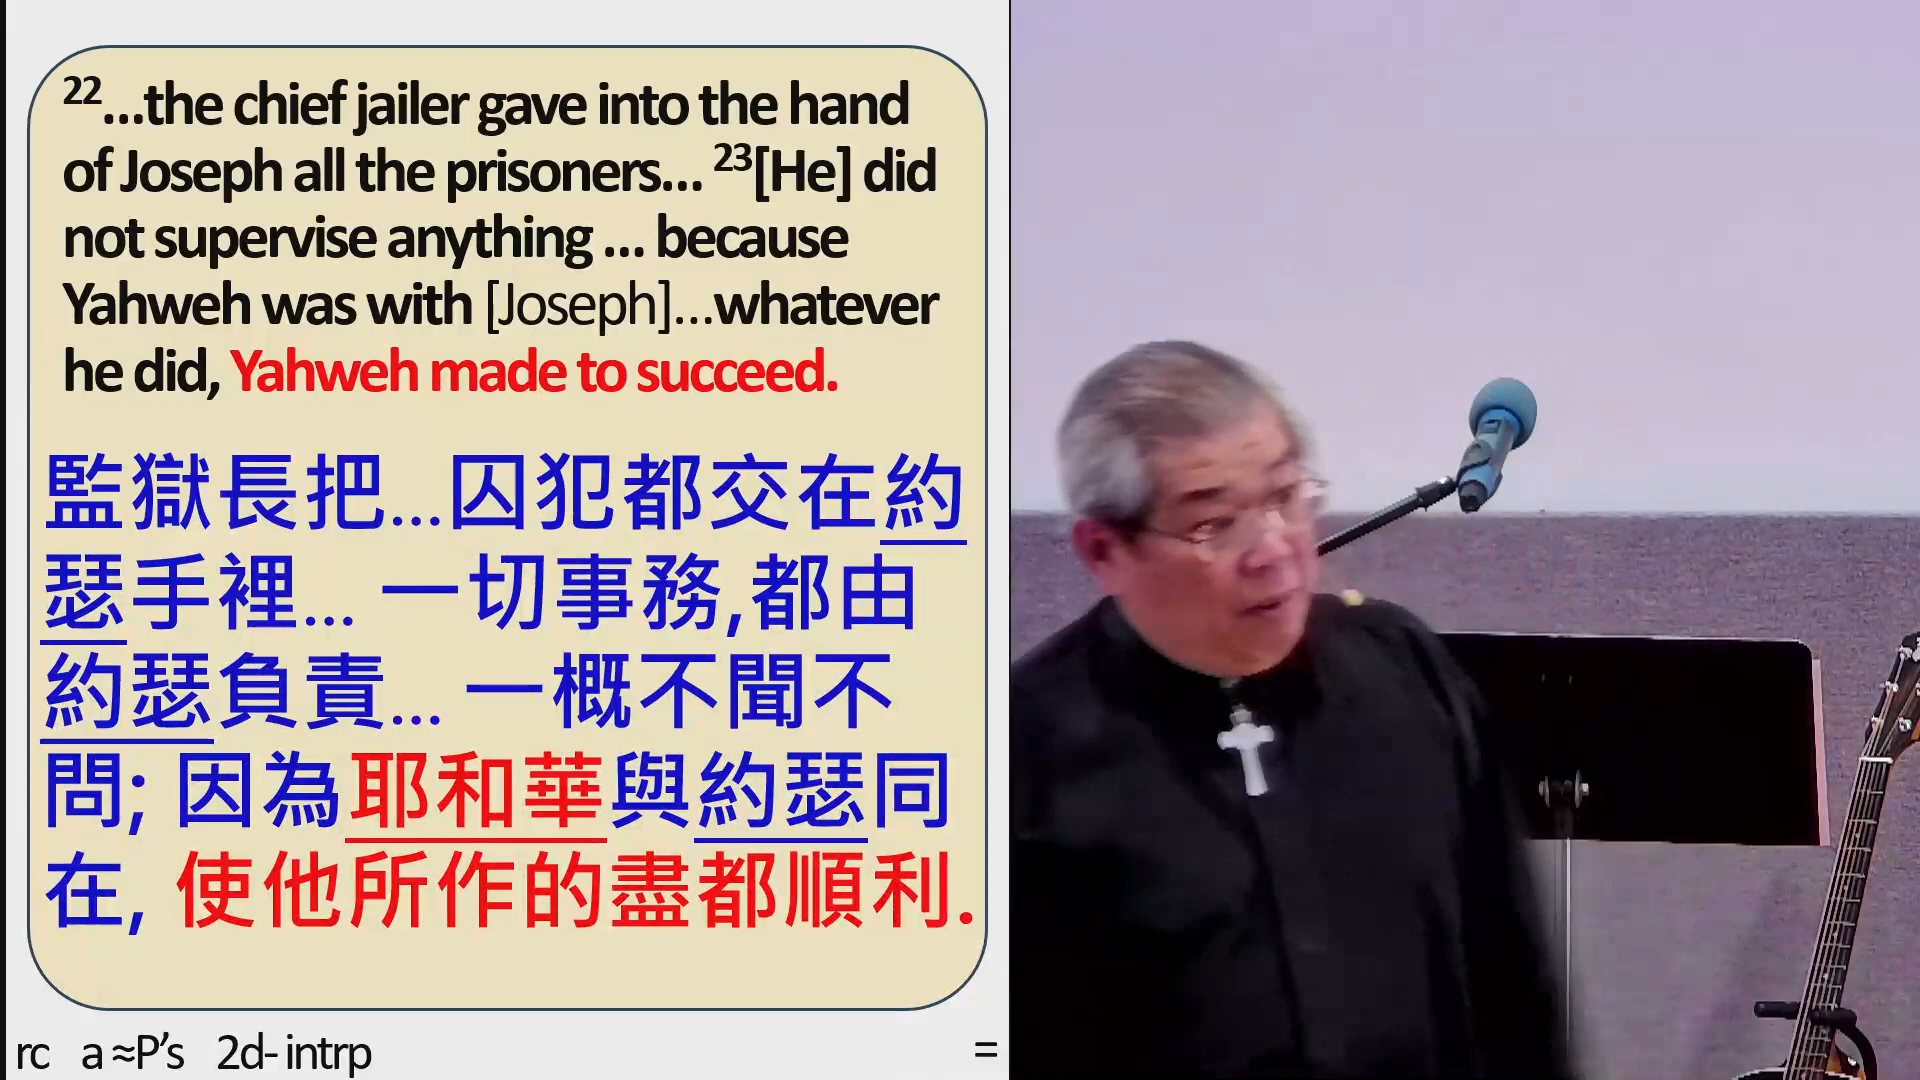 22...the chief jailer gave into the hand
of Joseph all the prisoners... 23[He] did
not supervise anything ... because
Yahweh was with [Joseph]...whatever
he did, Yahweh made to succeed.
監獄長把...囚犯都交在約
瑟手裡... 一切事務,都由
約瑟負責... 一概不聞不
問; 因為耶和華與約瑟同
在, 使他所作的盡都順利.
rc a ≈P’s 2d- intrp =